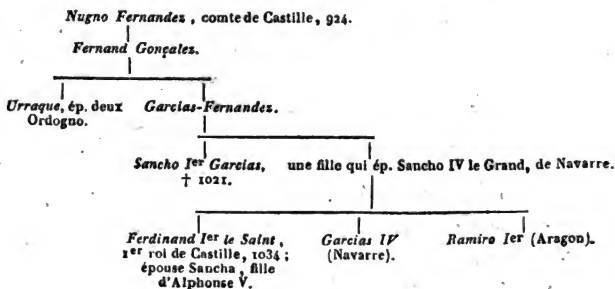 Nugno Fernandez, comte de Castille, 924.
Fernand Gonçalez.
Urraque, ép. deux
Ordogno.
Garcias-Fernandez.
Sancho Ier Garcias,
† 1021.
une fille qui ép. Sancho IV le Grand, de Navarre.
Ferdinand Ier le Saint,
1er roi de Castille, 1034;
épouse Sancha, fille
d'Alphonse V.
Garcias IV
(Navarre).
Ramiro Ier (Aragon).